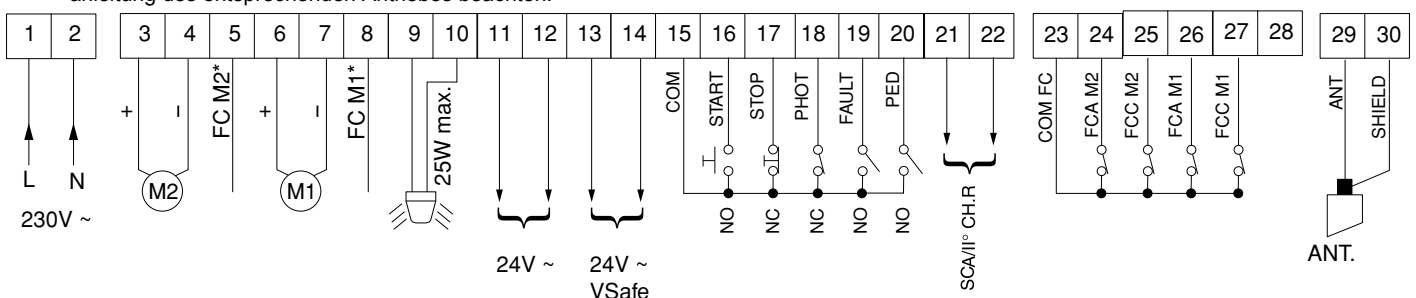 anleitung des entsprechenden Antriebes beachten.
1 2 3 4 5 6 7 8 9 10 11 12 13 14 15 16 17 18 19 20 21 22 23 24 25 26 27 28 29 30
+ – FC M2* + – FC M1* 25W max. COM START STOP PHOT FAULT PED COM FC FCA M2 FCC M2 FCA M1 FCC M1 ANT SHIELD
L N M2 M1
230V ~
NO NC NC NO NO
SCA/II° CH.R
ANT.
24V ~ 24V ~
VSafe